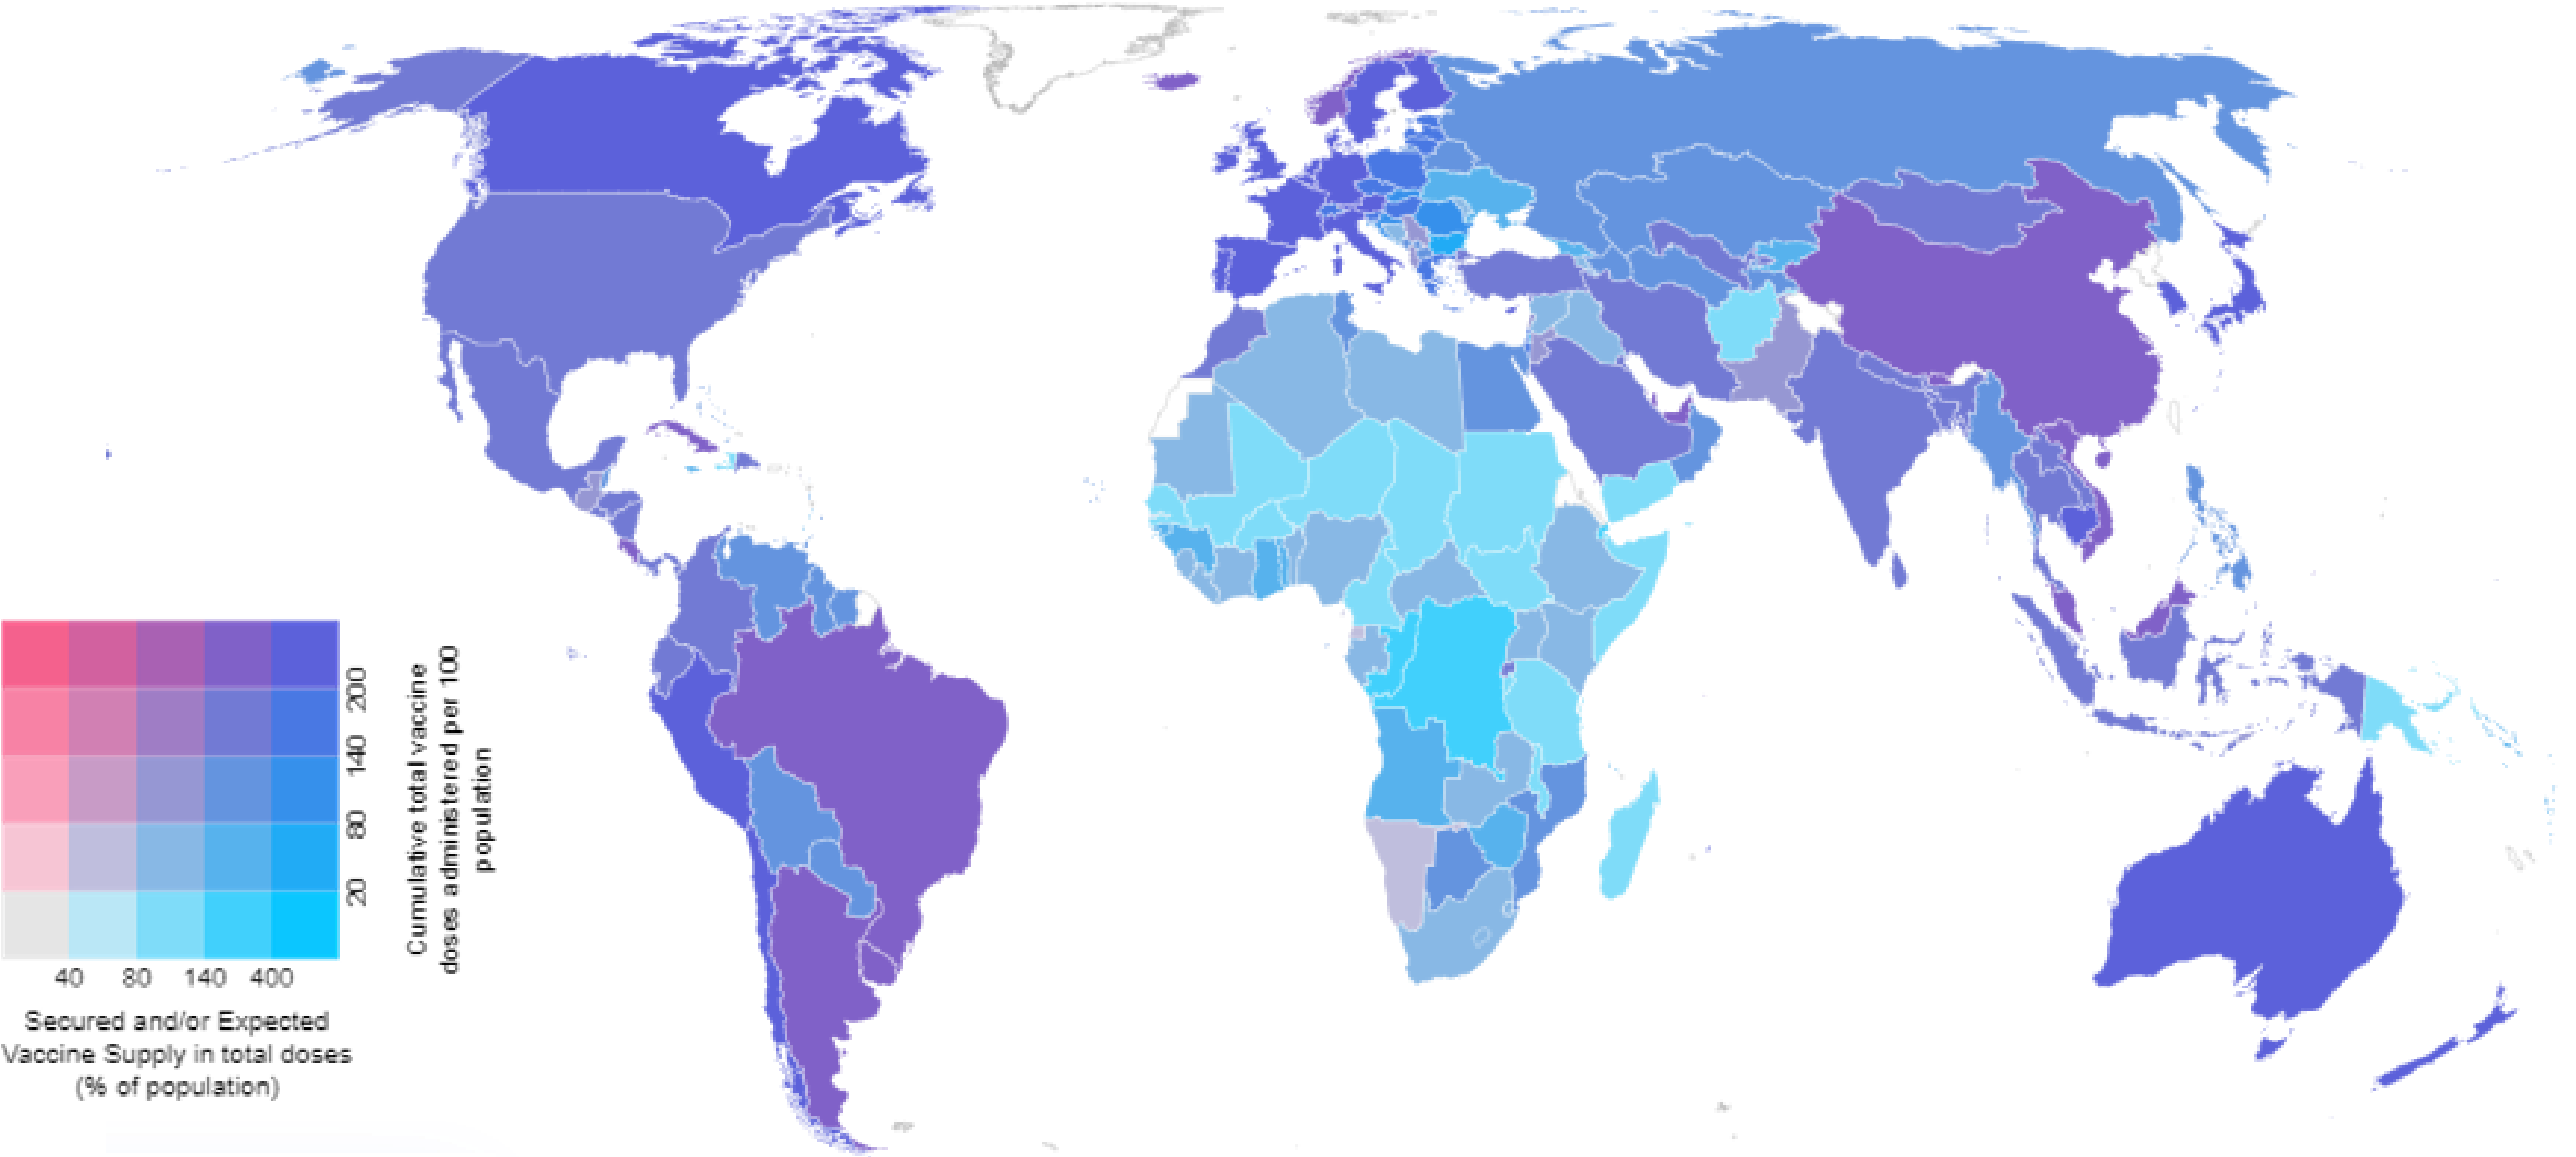 200
140
80
20
40 80 140 400
Cumulative total vaccine
doses administered per 100
population
Secured and/or Expected
Vaccine Supply in total doses
(% of population)